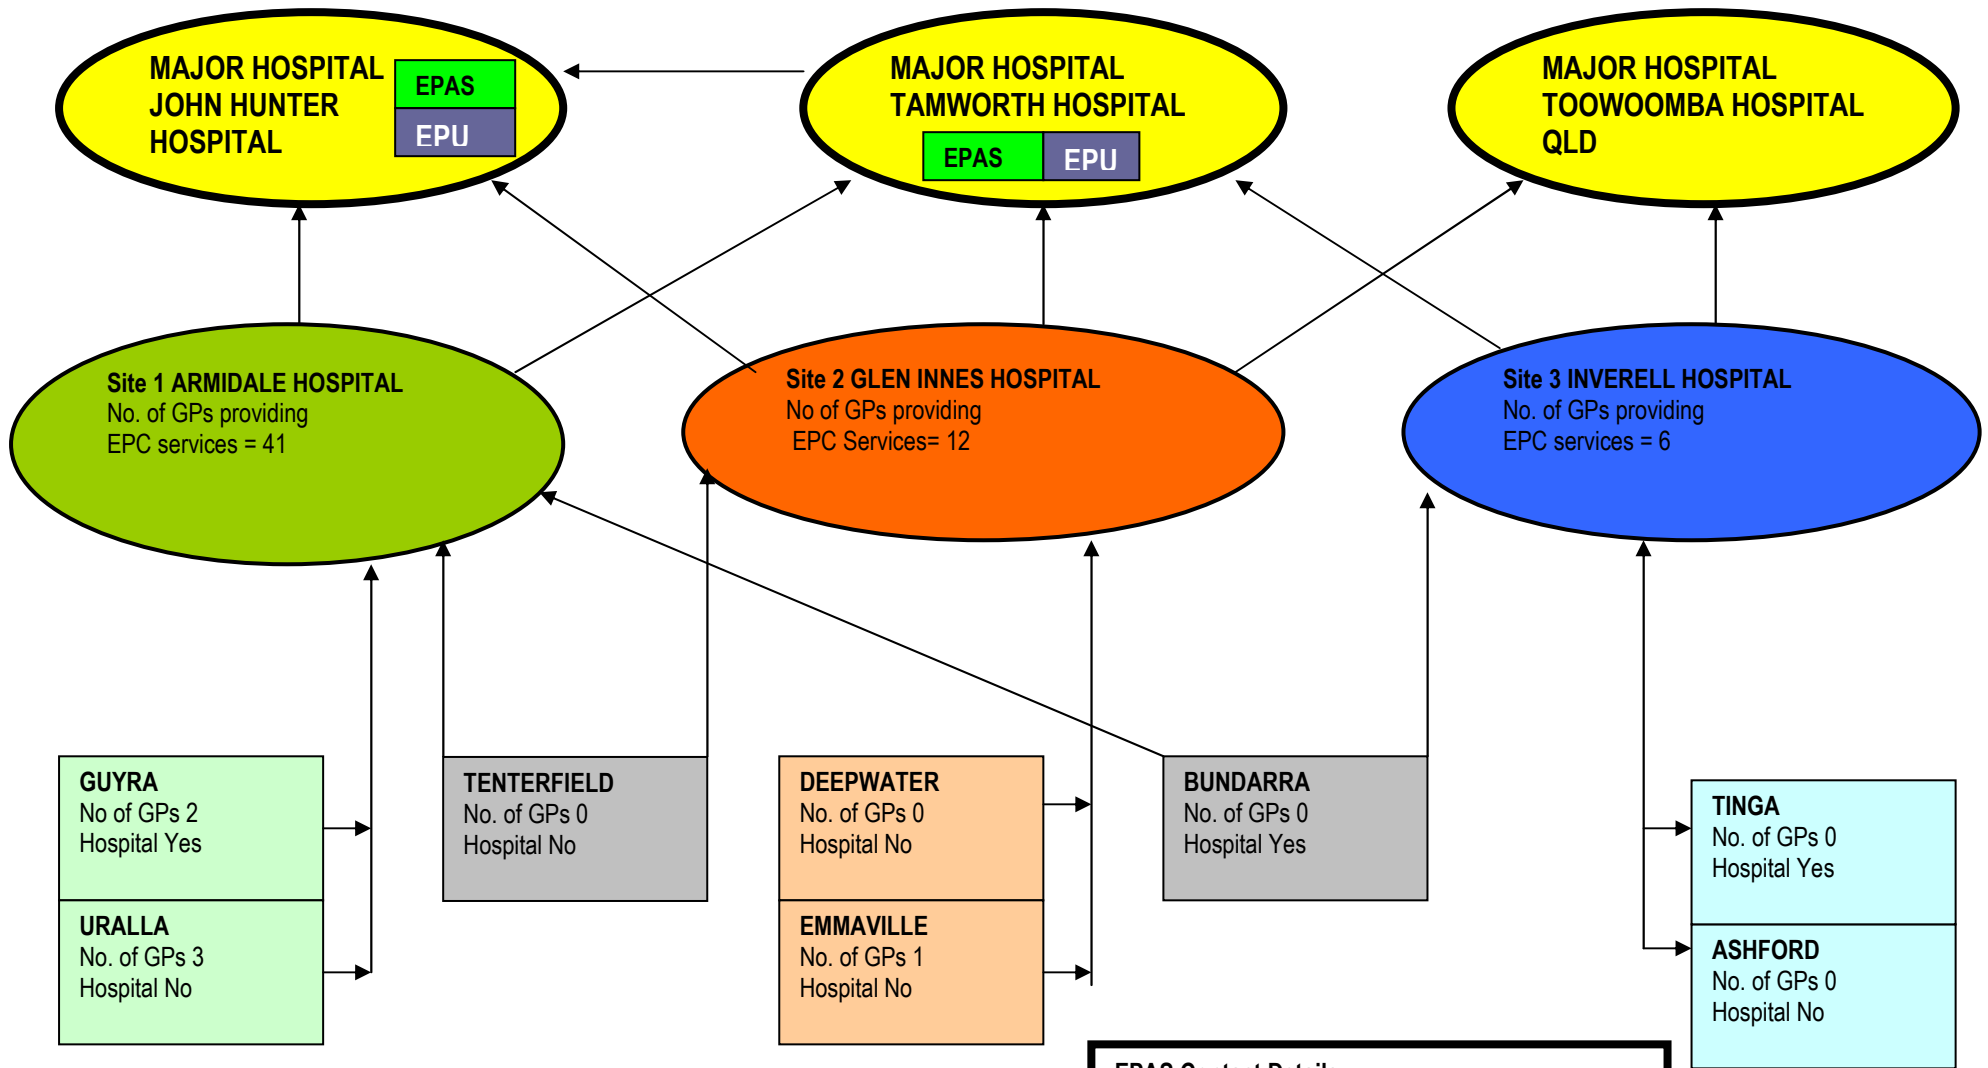 MAJOR HOSPITAL
JOHN HUNTER
HOSPITAL
EPAS
EPU
MAJOR HOSPITAL
TAMWORTH HOSPITAL
EPAS
EPU
MAJOR HOSPITAL
TOOWOOMBA HOSPITAL
QLD
Site 1 ARMIDALE HOSPITAL
No. of GPs providing
EPC services = 41
Site 2 GLEN INNES HOSPITAL
No of GPs providing
EPC Services= 12
Site 3 INVERELL HOSPITAL
No. of GPs providing
EPC services = 6
GUYRA
No of GPs 2
Hospital Yes
URALLA
No. of GPs 3
Hospital No
TENTERFIELD
No. of GPs 0
Hospital No
DEEPWATER
No. of GPs 0
Hospital No
EMMAVILLE
No. of GPs 1
Hospital No
BUNDARRA
No. of GPs 0
Hospital Yes
TINGA
No. of GPs 0
Hospital Yes
ASHFORD
No. of GPs 0
Hospital No
EPAS Contact Details